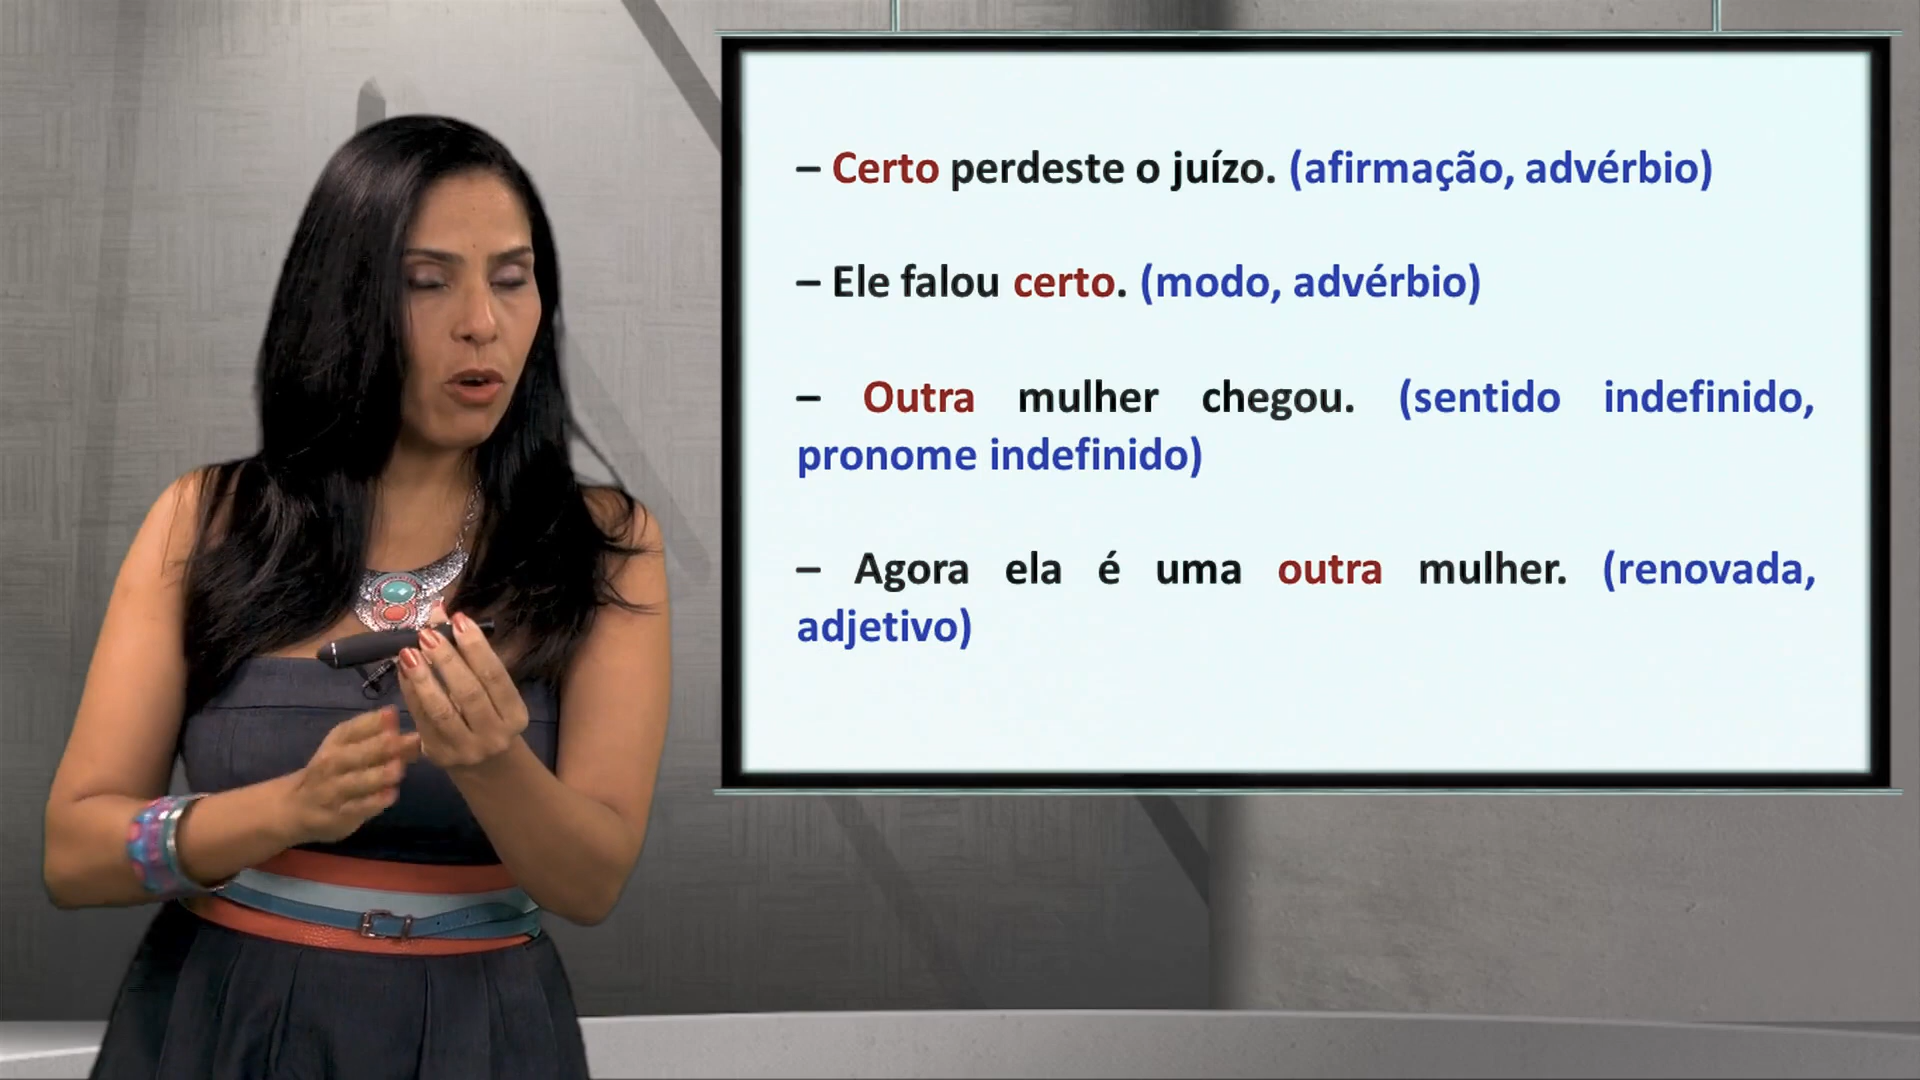 – Certo perdeste o juízo. (afirmação, advérbio)
– Ele falou certo. (modo, advérbio)
– Outra mulher chegou. (sentido indefinido,
pronome indefinido)
– Agora ela é uma outra mulher. (renovada,
adjetivo)